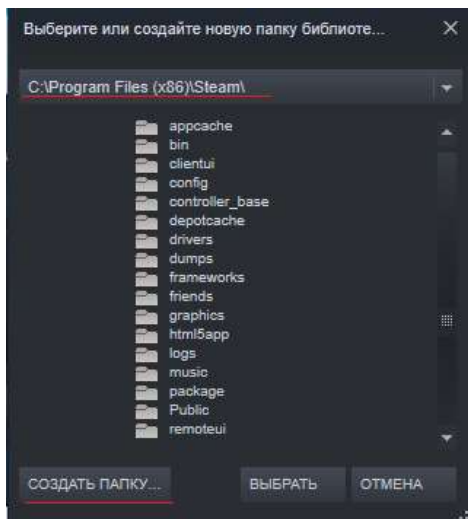 Выберите или создайте новую папку библиоте...
C:\Program Files (x86)\Steam\
appcache
bin
clientui
config
controller_base
depotcache
drivers
dumps
frameworks
friends
graphics
html5app
logs
music
package
Public
remoteui
СОЗДАТЬ ПАПКУ... ВЫБРАТЬ ОТМЕНА